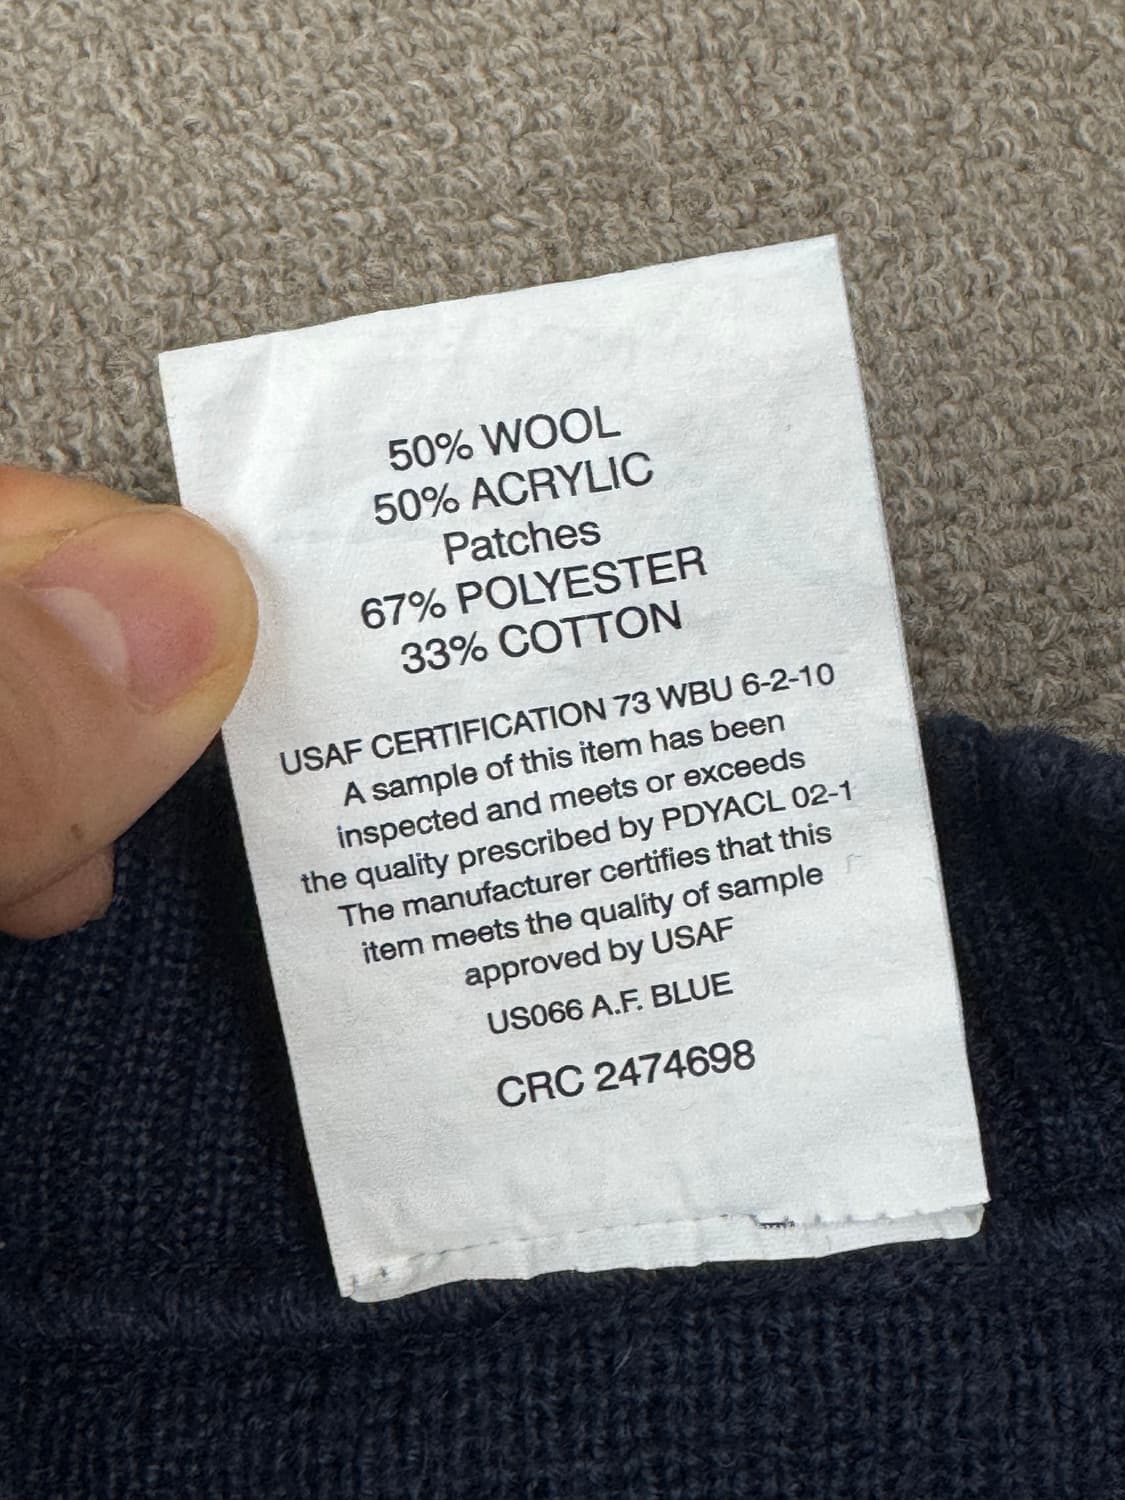 50% WOOL
50% ACRYLIC
Patches
67% POLYESTER
33% COTTON
USAF CERTIFICATION 73 WBU 6-2-10
A sample of this item has been
inspected and meets or exceeds
the quality prescribed by PDYACL 02-1
The manufacturer certifies that this
item meets the quality of sample
approved by USAF
US066 A.F. BLUE
CRC 2474698